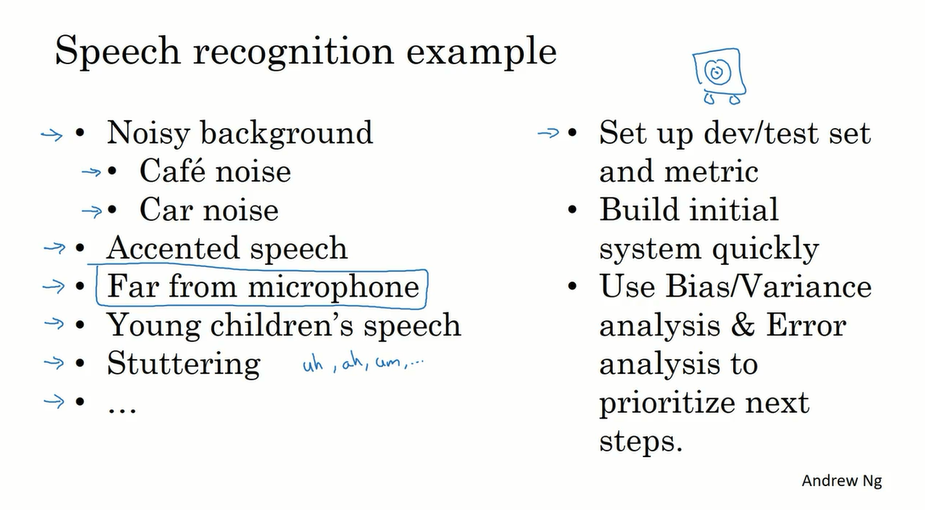 Speech recognition example
• Noisy background
• Café noise
• Car noise
• Accented speech
• Far from microphone
• Young children's speech
• Stuttering uh, ah, um, ...
• ...
• Set up dev/test set
and metric
• Build initial
system quickly
• Use Bias/Variance
analysis & Error
analysis to
prioritize next
steps.
Andrew Ng